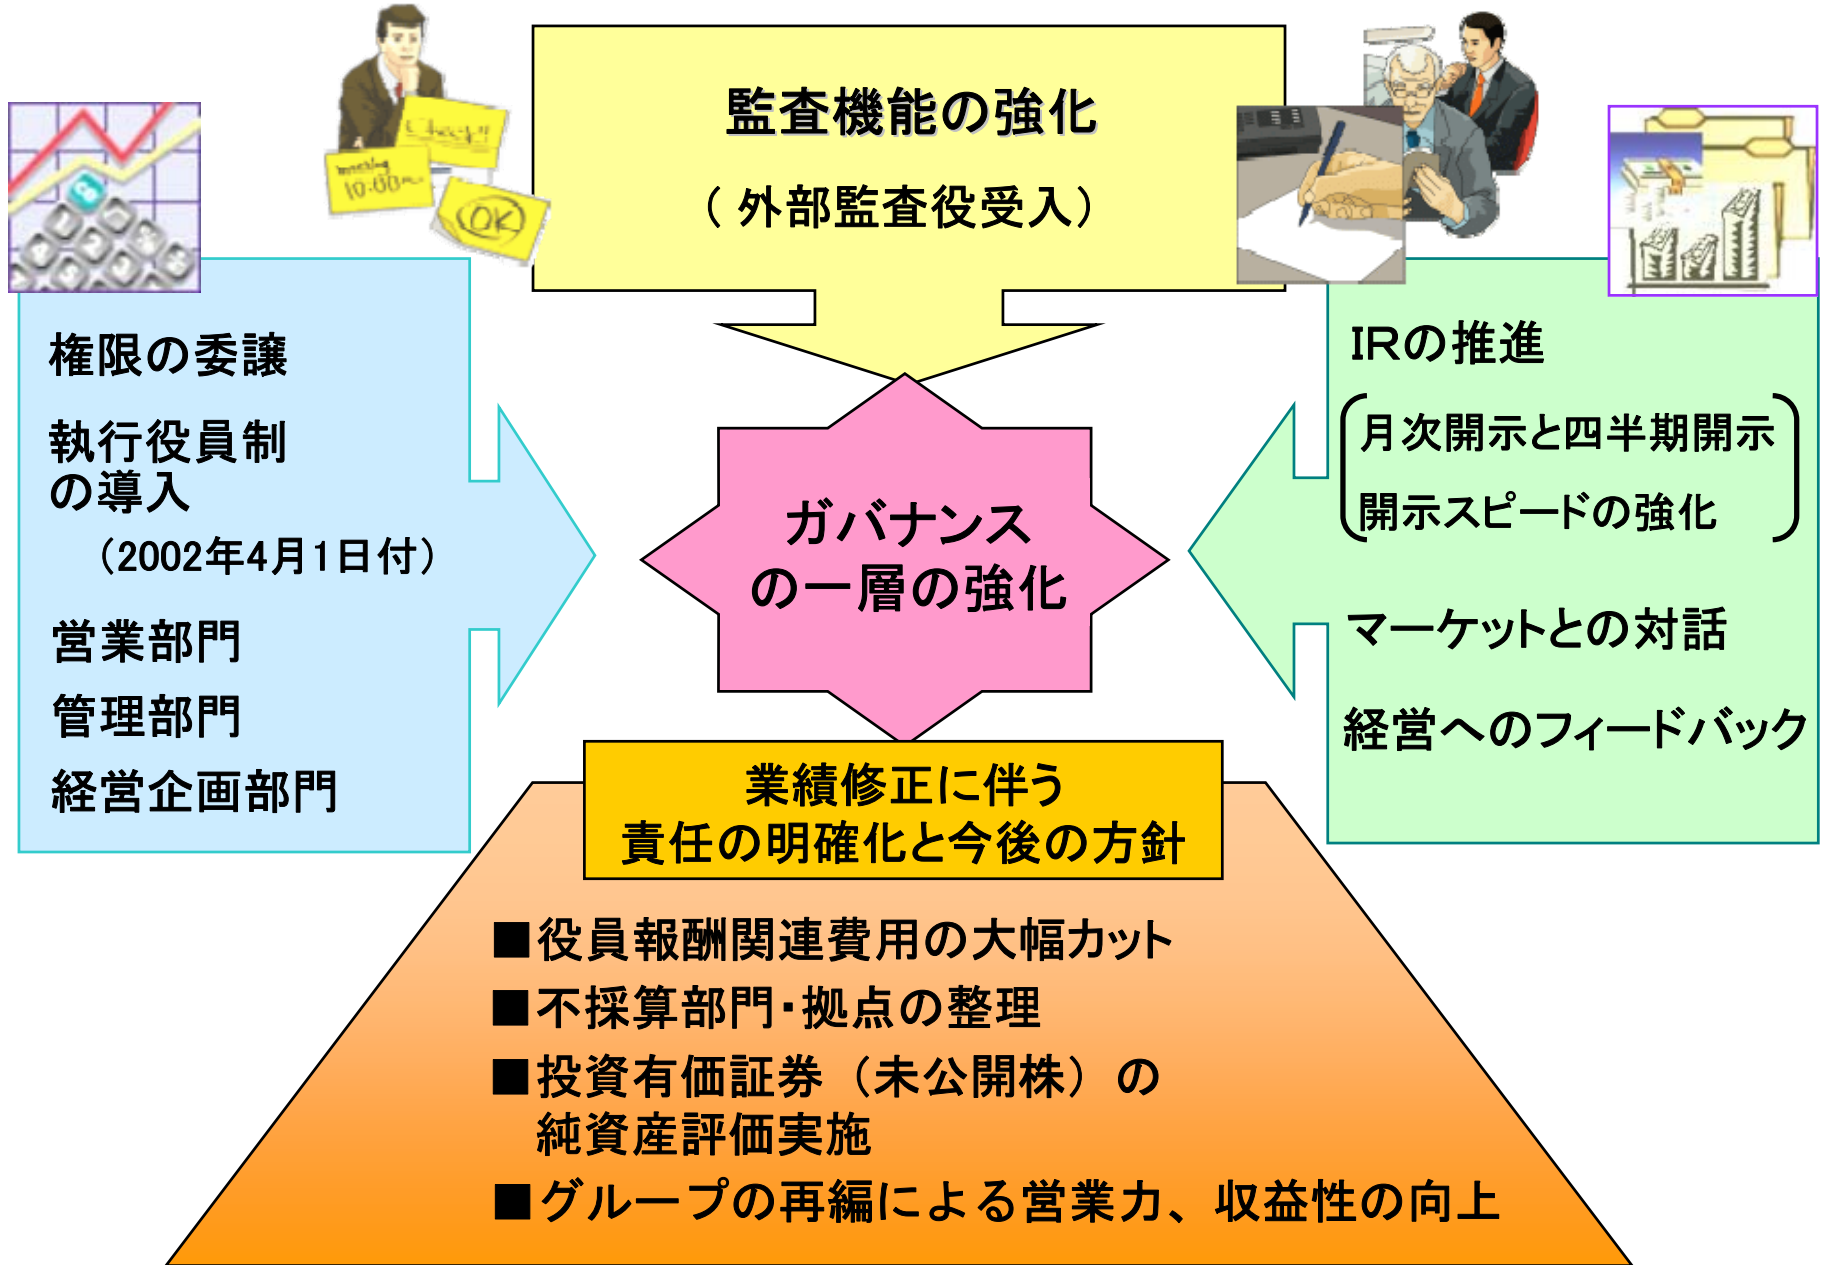 監査機能の強化
（ 外部監査役受入）
Check!!
meeting
10:00
OK
権限の委譲
執行役員制
の導入
（2002年4月1日付）
営業部門
管理部門
経営企画部門
ガバナンス
の一層の強化
IRの推進
月次開示と四半期開示
開示スピードの強化
マーケットとの対話
経営へのフィードバック
業績修正に伴う
責任の明確化と今後の方針
■役員報酬関連費用の大幅カット
■不採算部門・拠点の整理
■投資有価証券（未公開株）の
純資産評価実施
■グループの再編による営業力、収益性の向上